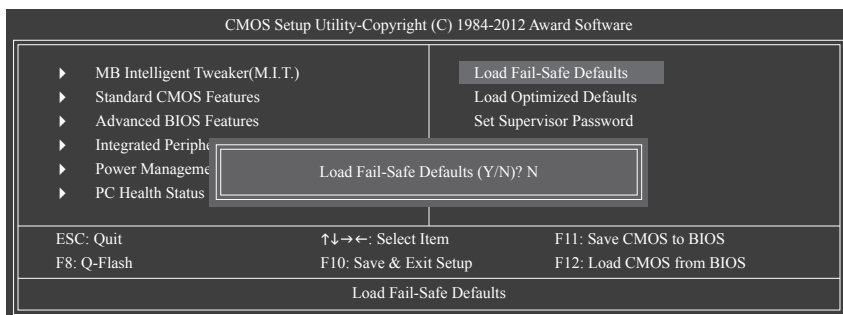 CMOS Setup Utility-Copyright (C) 1984-2012 Award Software
MB Intelligent Tweaker(M.I.T.)
Standard CMOS Features
Advanced BIOS Features
Integrated Periphe
Power Manageme
PC Health Status
Load Fail-Safe Defaults
Load Optimized Defaults
Set Supervisor Password
Load Fail-Safe Defaults (Y/N)? N
ESC: Quit
↑↓→←: Select Item
F11: Save CMOS to BIOS
F8: Q-Flash
F10: Save & Exit Setup
F12: Load CMOS from BIOS
Load Fail-Safe Defaults